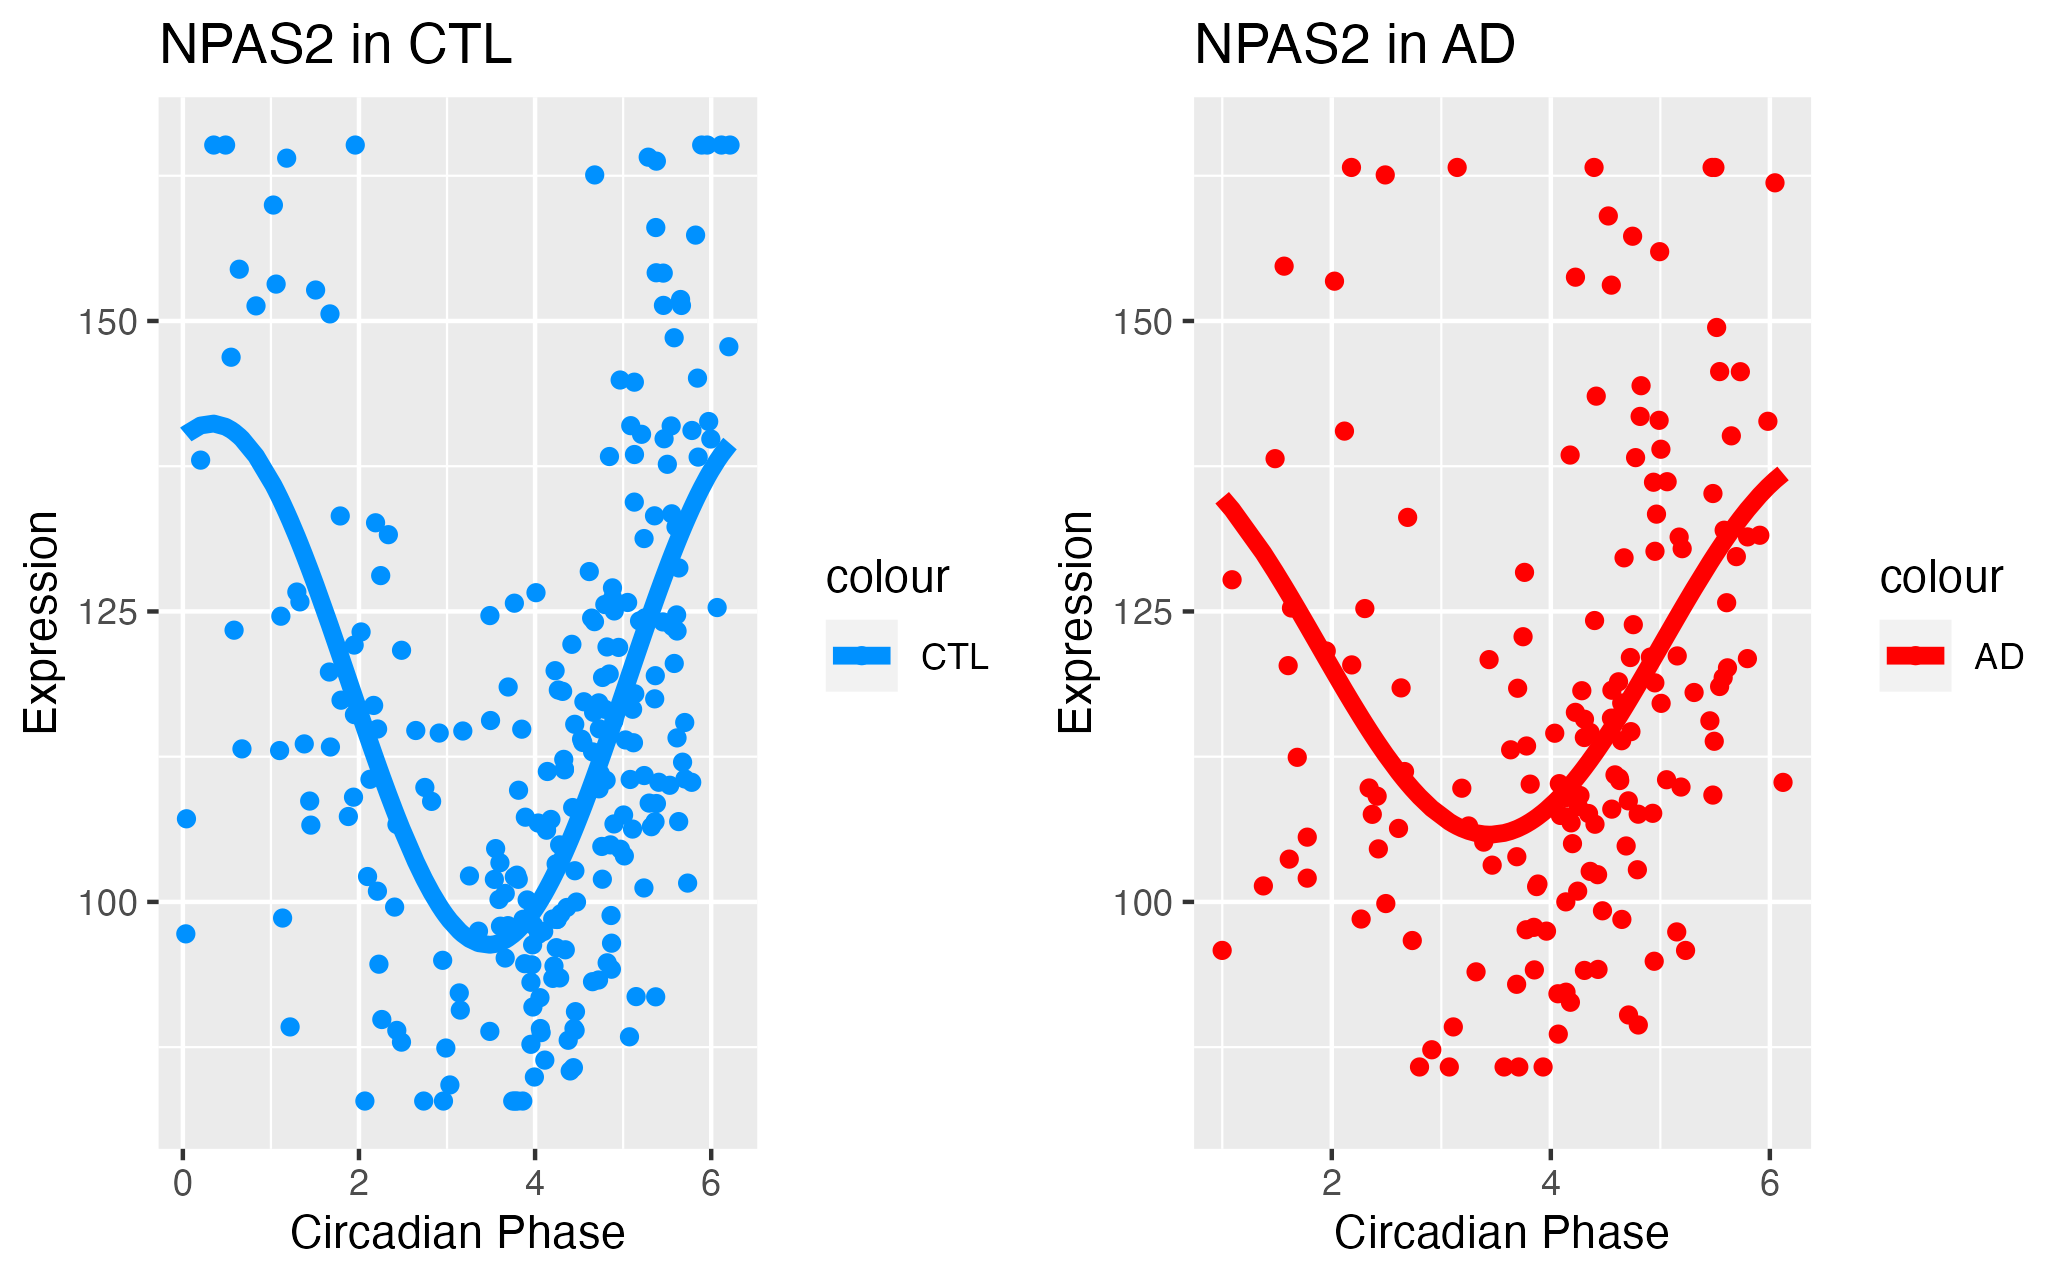 NPAS2 in CTL
Expression
150
125
100
0 2 4 6
Circadian Phase
colour
CTL
NPAS2 in AD
Expression
150
125
100
2 4 6
Circadian Phase
colour
AD